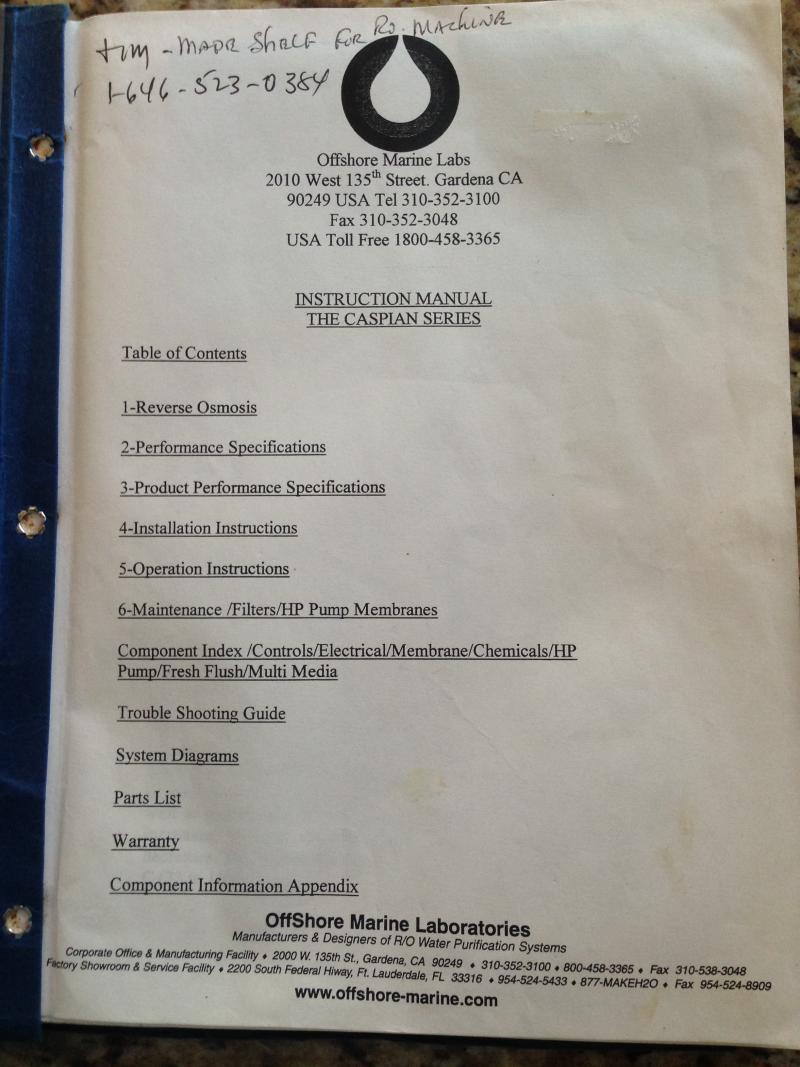 Tim - MADE SHELF FOR RO. MACHINE
1-646-523-0384
Offshore Marine Labs
2010 West 135th Street. Gardena CA
90249 USA Tel 310-352-3100
Fax 310-352-3048
USA Toll Free 1800-458-3365
INSTRUCTION MANUAL
THE CASPIAN SERIES
Table of Contents
1-Reverse Osmosis
2-Performance Specifications
3-Product Performance Specifications
4-Installation Instructions
5-Operation Instructions
6-Maintenance /Filters/HP Pump Membranes
Component Index /Controls/Electrical/Membrane/Chemicals/HP
Pump/Fresh Flush/Multi Media
Trouble Shooting Guide
System Diagrams
Parts List
Warranty
Component Information Appendix
OffShore Marine Laboratories
Manufacturers & Designers of R/O Water Purification Systems
Corporate Office & Manufacturing Facility ♦ 2000 W. 135th St., Gardena, CA 90249 ♦ 310-352-3100 ♦ 800-458-3365 ♦ Fax 310-538-3048
Factory Showroom & Service Facility ♦ 2200 South Federal Hiway, Ft. Lauderdale, FL 33316 ♦ 954-524-5433 ♦ 877-MAKEH2O ♦ Fax 954-524-8909
www.offshore-marine.com